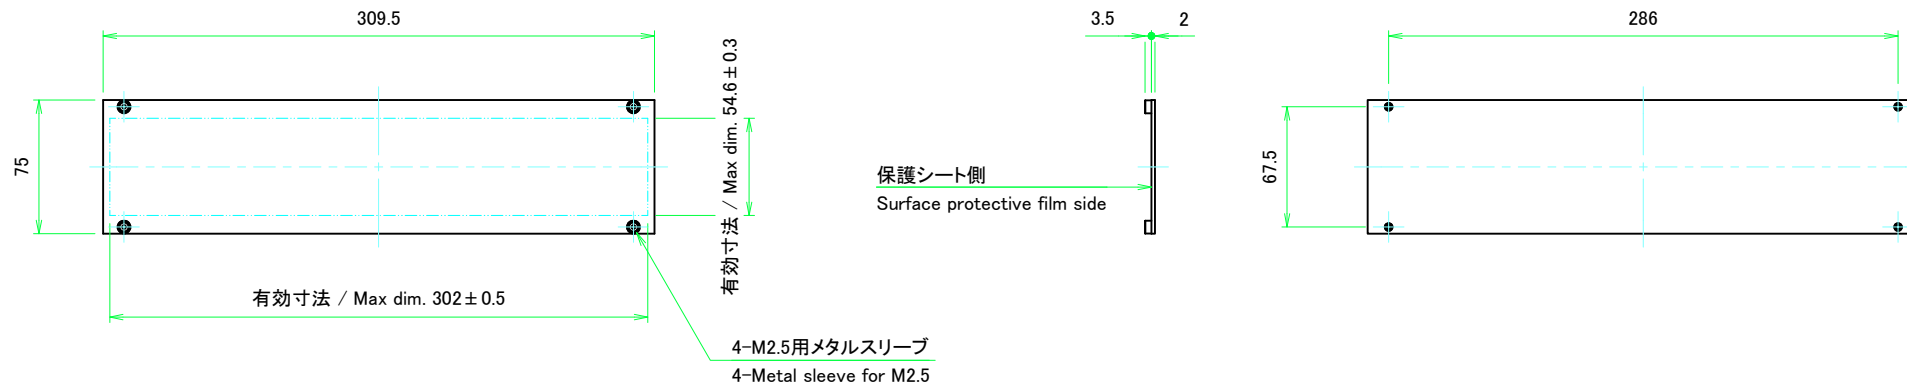 309.5
75
有効寸法 / Max dim. 54.6±0.3
有効寸法 / Max dim. 302±0.5
4-M2.5用メタルスリーブ
4-Metal sleeve for M2.5
3.5
2
保護シート側
Surface protective film side
286
67.5